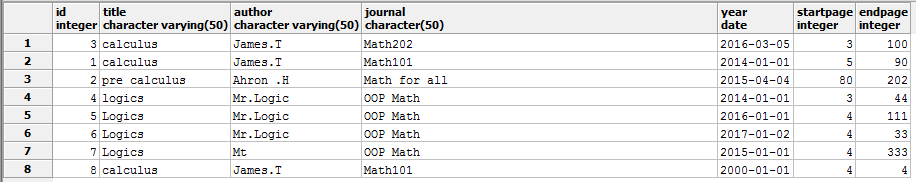 id title author journal year startpage endpage
integer character varying(50) character varying(50) character(50) date integer integer
1 3 calculus James.T Math202 2016-03-05 3 100
2 1 calculus James.T Math101 2014-01-01 5 90
3 2 pre calculus Ahron .H Math for all 2015-04-04 80 202
4 4 logics Mr.Logic OOP Math 2014-01-01 3 44
5 5 Logics Mr.Logic OOP Math 2016-01-01 4 111
6 6 Logics Mr.Logic OOP Math 2017-01-02 4 33
7 7 Logics Mt OOP Math 2015-01-01 4 333
8 8 calculus James.T Math101 2000-01-01 4 4